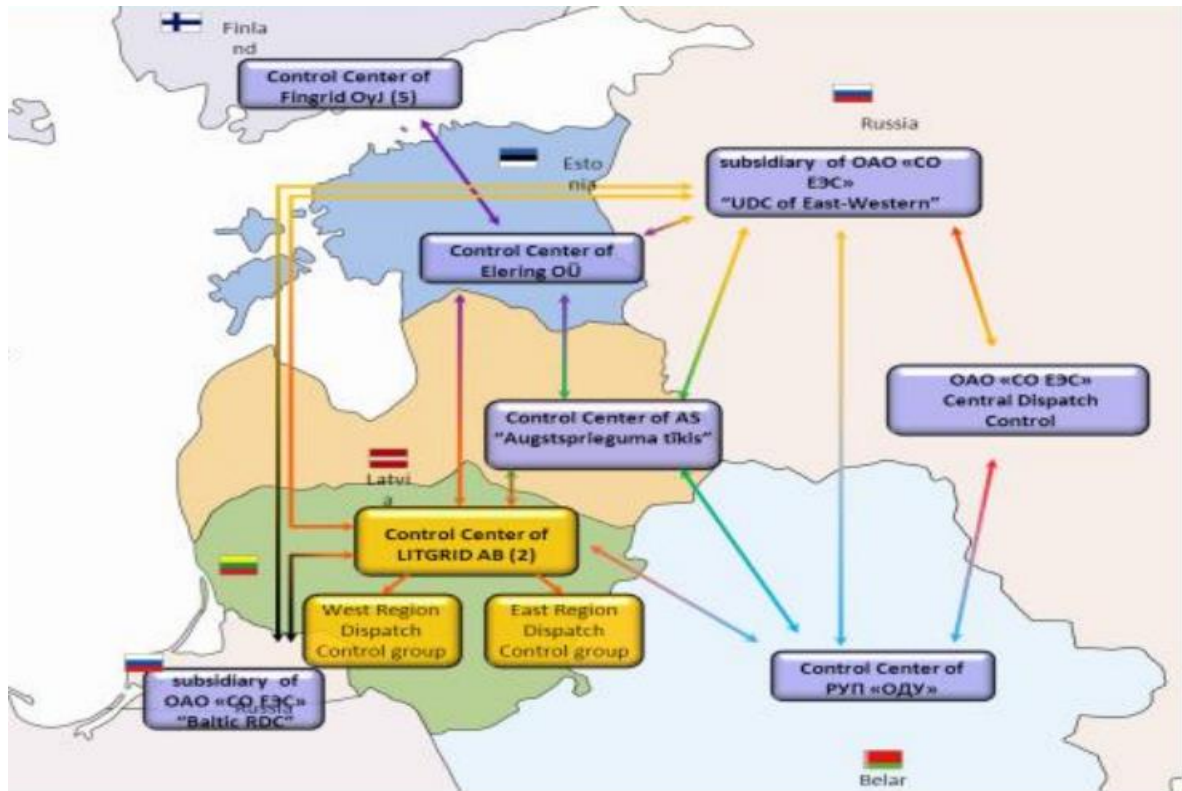 Finla
nd
Control Center of
Fingrid OyJ (5)
Russia
Esto
nia
subsidiary of ОАО «СО
ЕЭС»
"UDC of East-Western"
Control Center of
Elering OÜ
ОАО «СО ЕЭС»
Central Dispatch
Control
Control Center of AS
"Augstsprieguma tīkis"
Latvi
a
Control Center of
LITGRID AB (2)
West Region
Dispatch
Control group
East Region
Dispatch
Control group
Control Center of
РУП «ОДУ»
subsidiary of
ОАО «СО ЕЭС»
"Baltic RDC"
Russia
Belar